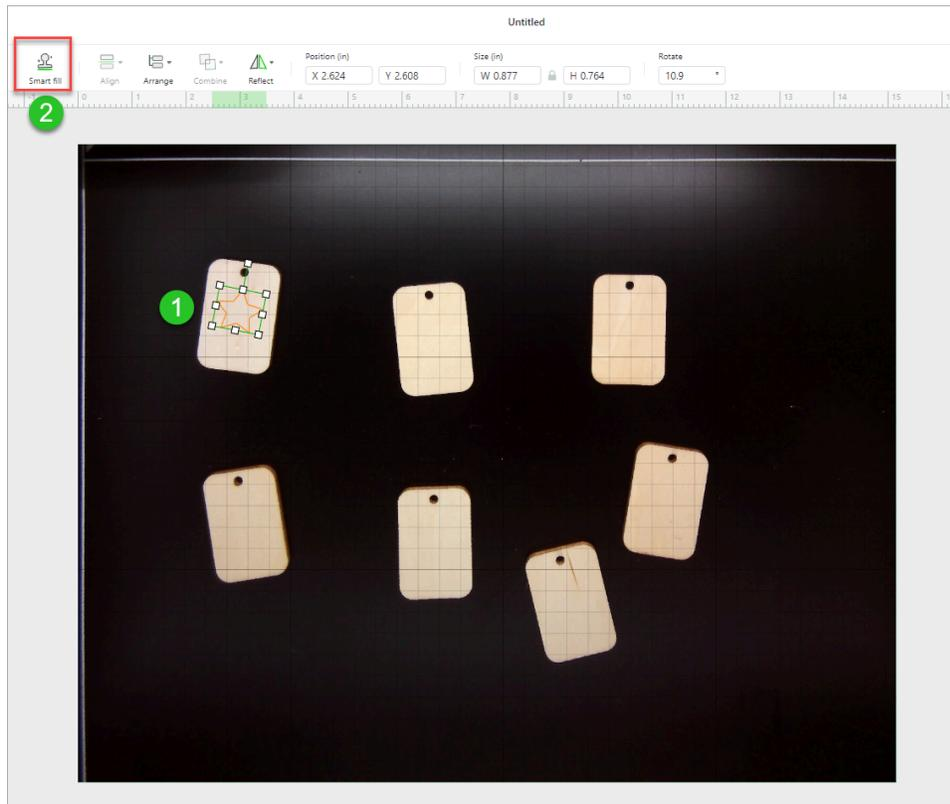 Untitled
Smart fill
Align
Arrange
Combine
Reflect
Position (in)
X 2.624
Y 2.608
Size (in)
W 0.877
H 0.764
Rotate
10.9 °
-1 0 1 2 3 4 5 6 7 8 9 10 11 12 13 14 15
2
1